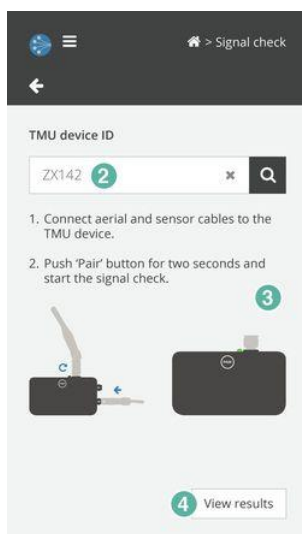 > Signal check
TMU device ID
ZX142 2
1. Connect aerial and sensor cables to the
TMU device.
2. Push ‘Pair’ button for two seconds and
start the signal check.
3
4 View results